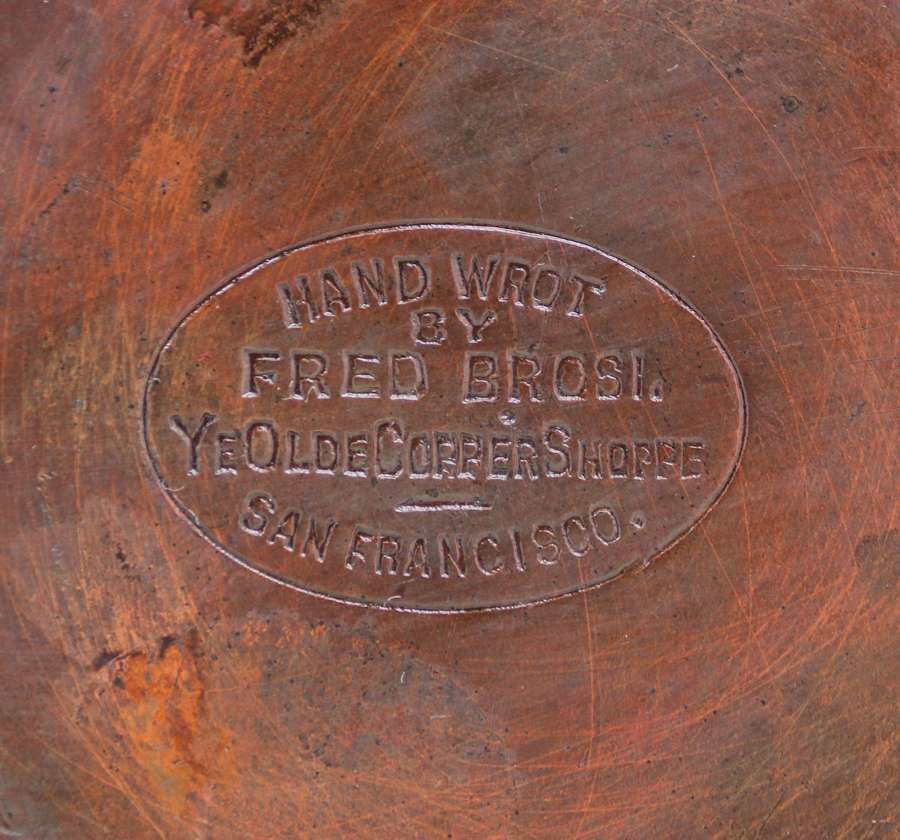 HAND WROT
BY
FRED BROSI.
YE OLDE COPPER SHOPPE
SAN FRANCISCO.